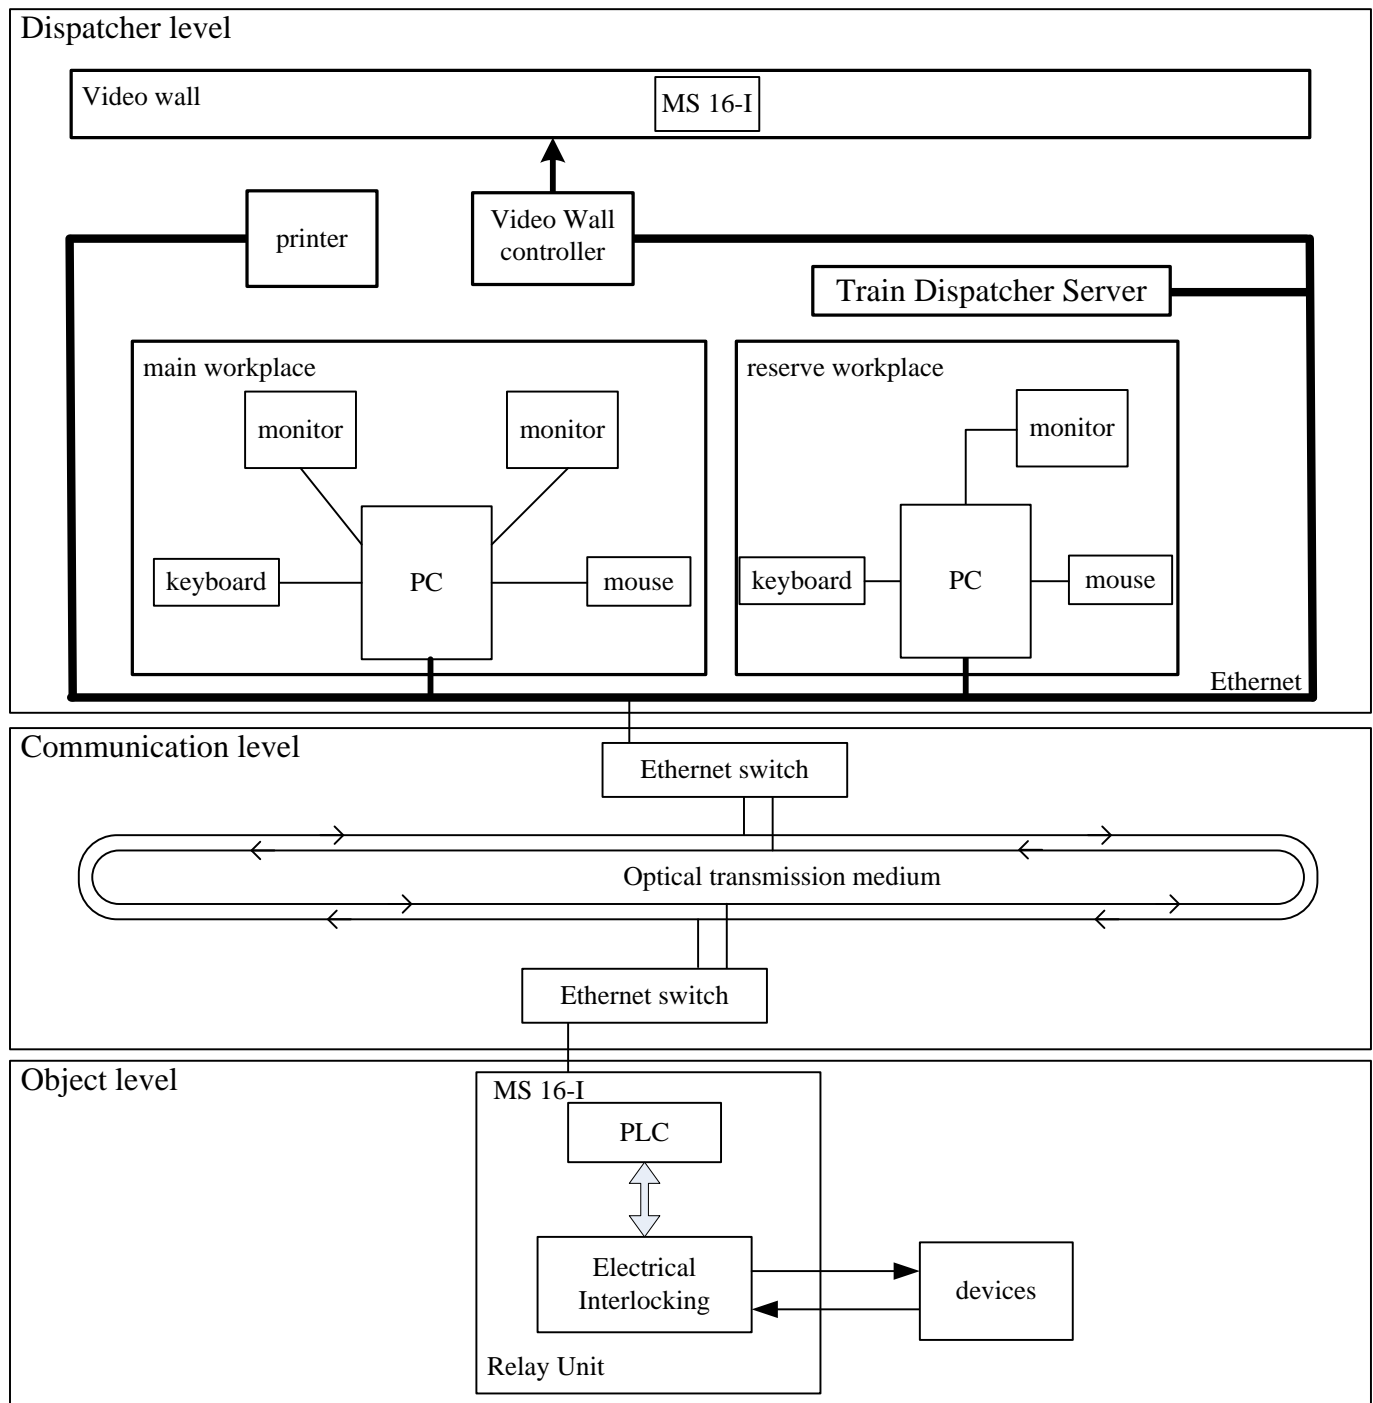 Dispatcher level
Video wall
MS 16-I
printer
Video Wall
controller
Train Dispatcher Server
main workplace
monitor
monitor
keyboard
PC
mouse
reserve workplace
monitor
keyboard
PC
mouse
Ethernet
Communication level
Ethernet switch
Optical transmission medium
Ethernet switch
Object level
MS 16-I
PLC
Electrical
Interlocking
devices
Relay Unit